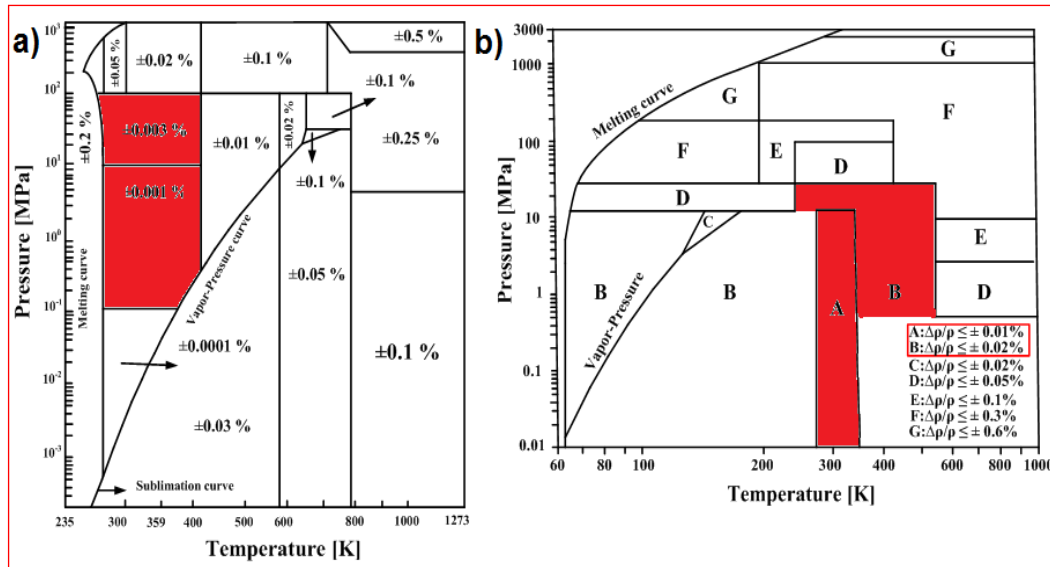 a)
Pressure [MPa]
10³
10²
10¹
10⁰
10⁻¹
10⁻²
10⁻³
±0.05 %
±0.02 %
±0.1 %
±0.5 %
±0.1 %
±0.2 %
±0.003 %
±0.01 %
±0.02 %
±0.25 %
±0.001 %
±0.1 %
Melting curve
Vapor-Pressure curve
±0.05 %
±0.0001 %
±0.1 %
±0.03 %
Sublimation curve
235
300
359
400
500
600
800
1000
1273
Temperature [K]
b)
Pressure [MPa]
3000
1000
100
10
1
0.1
0.01
Melting curve
G
G
F
F
E
D
D
C
E
B
B
A
B
D
Vapor-Pressure
A:Δρ/ρ ≤ ± 0.01%
B:Δρ/ρ ≤ ± 0.02%
C:Δρ/ρ ≤ ± 0.02%
D:Δρ/ρ ≤ ± 0.05%
E:Δρ/ρ ≤ ± 0.1%
F:Δρ/ρ ≤ ± 0.3%
G:Δρ/ρ ≤ ± 0.6%
60
80
100
200
300
400
600
800
1000
Temperature [K]